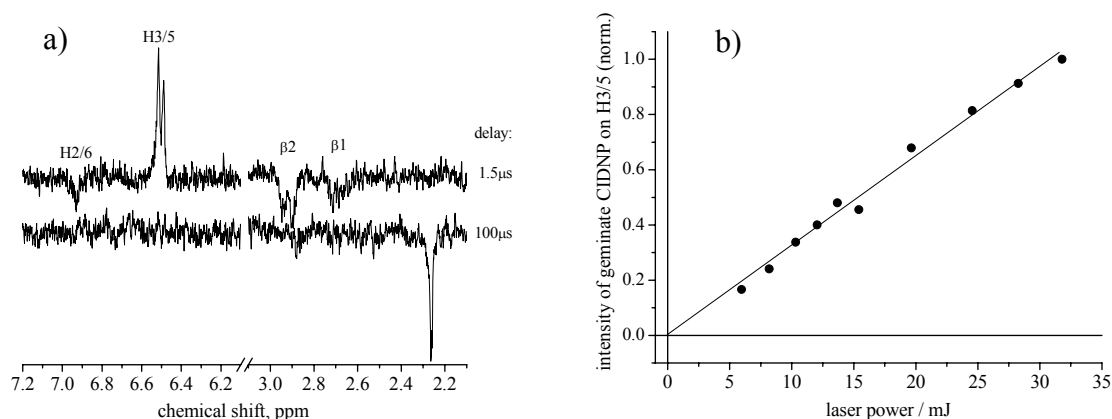 a)
H3/5
H2/6
β2
β1
delay:
1.5μs
100μs
7.2 7.0 6.8 6.6 6.4 6.2 3.0 2.8 2.6 2.4 2.2
chemical shift, ppm
b)
intensity of geminate CIDNP on H3/5 (norm.)
1.0
0.8
0.6
0.4
0.2
0.0
0 5 10 15 20 25 30 35
laser power / mJ